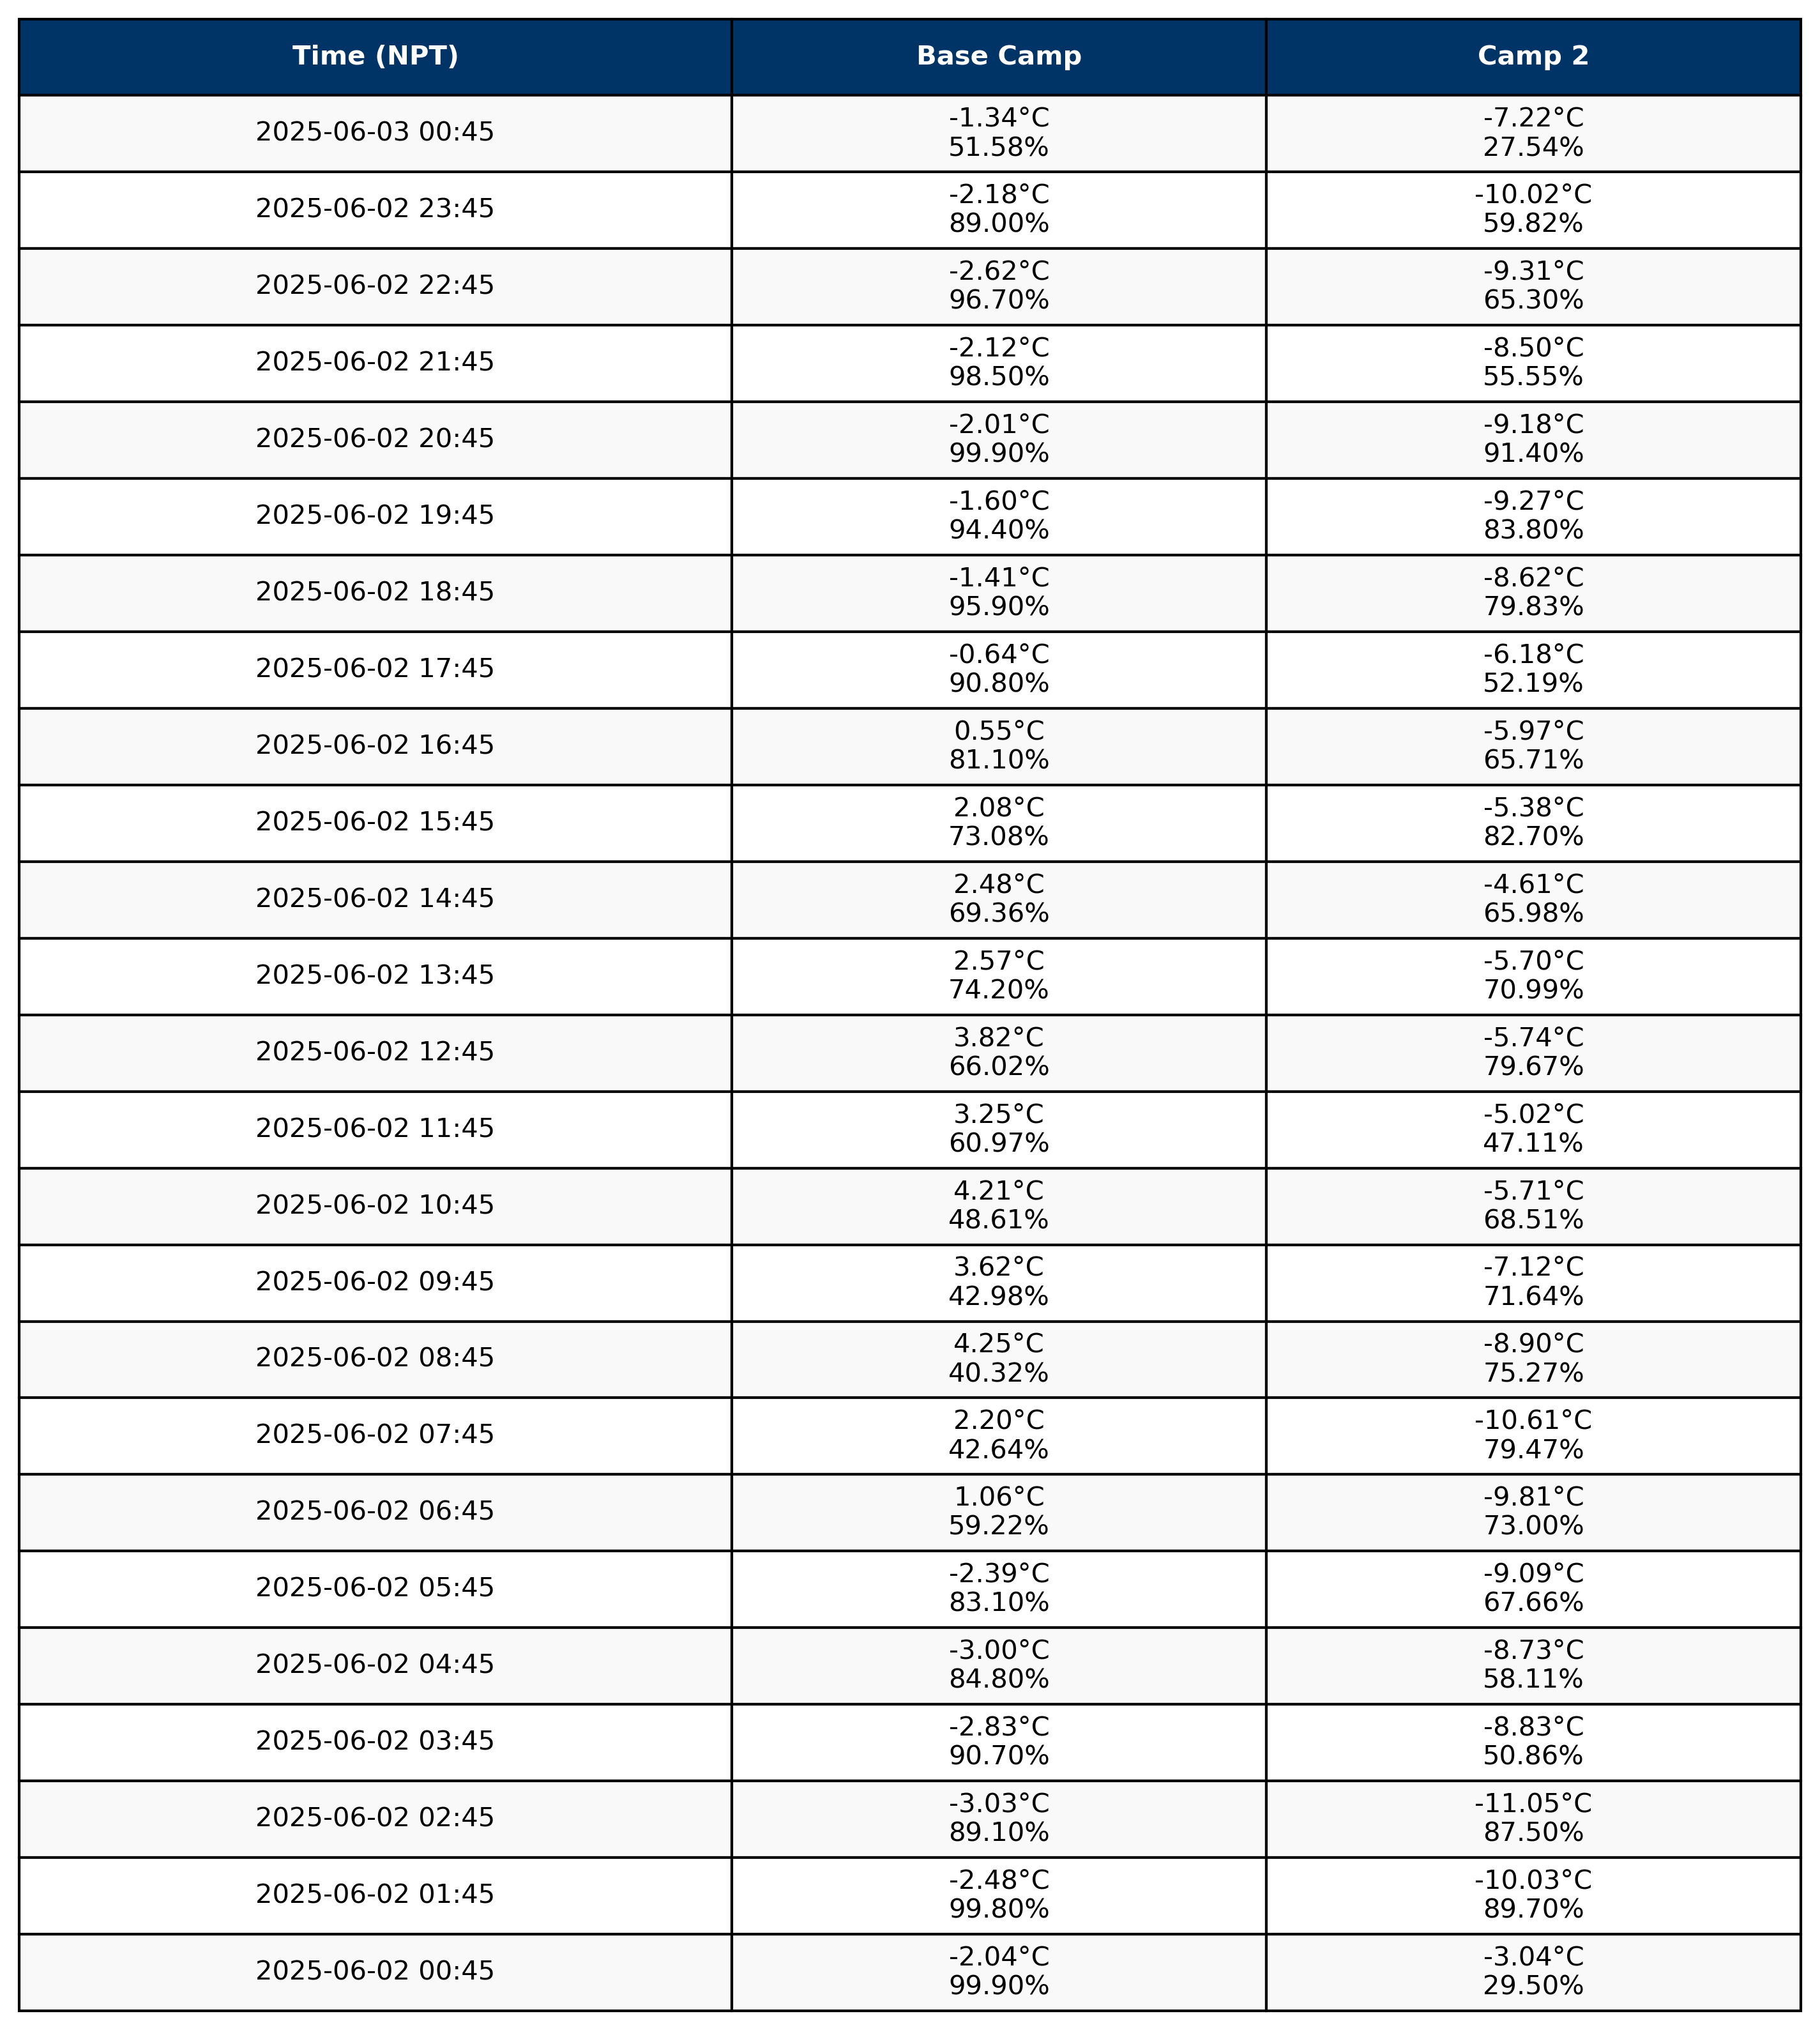 Time (NPT) Base Camp Camp 2
2025-06-03 00:45 -1.34°C -7.22°C
51.58% 27.54%
2025-06-02 23:45 -2.18°C -10.02°C
89.00% 59.82%
2025-06-02 22:45 -2.62°C -9.31°C
96.70% 65.30%
2025-06-02 21:45 -2.12°C -8.50°C
98.50% 55.55%
2025-06-02 20:45 -2.01°C -9.18°C
99.90% 91.40%
2025-06-02 19:45 -1.60°C -9.27°C
94.40% 83.80%
2025-06-02 18:45 -1.41°C -8.62°C
95.90% 79.83%
2025-06-02 17:45 -0.64°C -6.18°C
90.80% 52.19%
2025-06-02 16:45 0.55°C -5.97°C
81.10% 65.71%
2025-06-02 15:45 2.08°C -5.38°C
73.08% 82.70%
2025-06-02 14:45 2.48°C -4.61°C
69.36% 65.98%
2025-06-02 13:45 2.57°C -5.70°C
74.20% 70.99%
2025-06-02 12:45 3.82°C -5.74°C
66.02% 79.67%
2025-06-02 11:45 3.25°C -5.02°C
60.97% 47.11%
2025-06-02 10:45 4.21°C -5.71°C
48.61% 68.51%
2025-06-02 09:45 3.62°C -7.12°C
42.98% 71.64%
2025-06-02 08:45 4.25°C -8.90°C
40.32% 75.27%
2025-06-02 07:45 2.20°C -10.61°C
42.64% 79.47%
2025-06-02 06:45 1.06°C -9.81°C
59.22% 73.00%
2025-06-02 05:45 -2.39°C -9.09°C
83.10% 67.66%
2025-06-02 04:45 -3.00°C -8.73°C
84.80% 58.11%
2025-06-02 03:45 -2.83°C -8.83°C
90.70% 50.86%
2025-06-02 02:45 -3.03°C -11.05°C
89.10% 87.50%
2025-06-02 01:45 -2.48°C -10.03°C
99.80% 89.70%
2025-06-02 00:45 -2.04°C -3.04°C
99.90% 29.50%